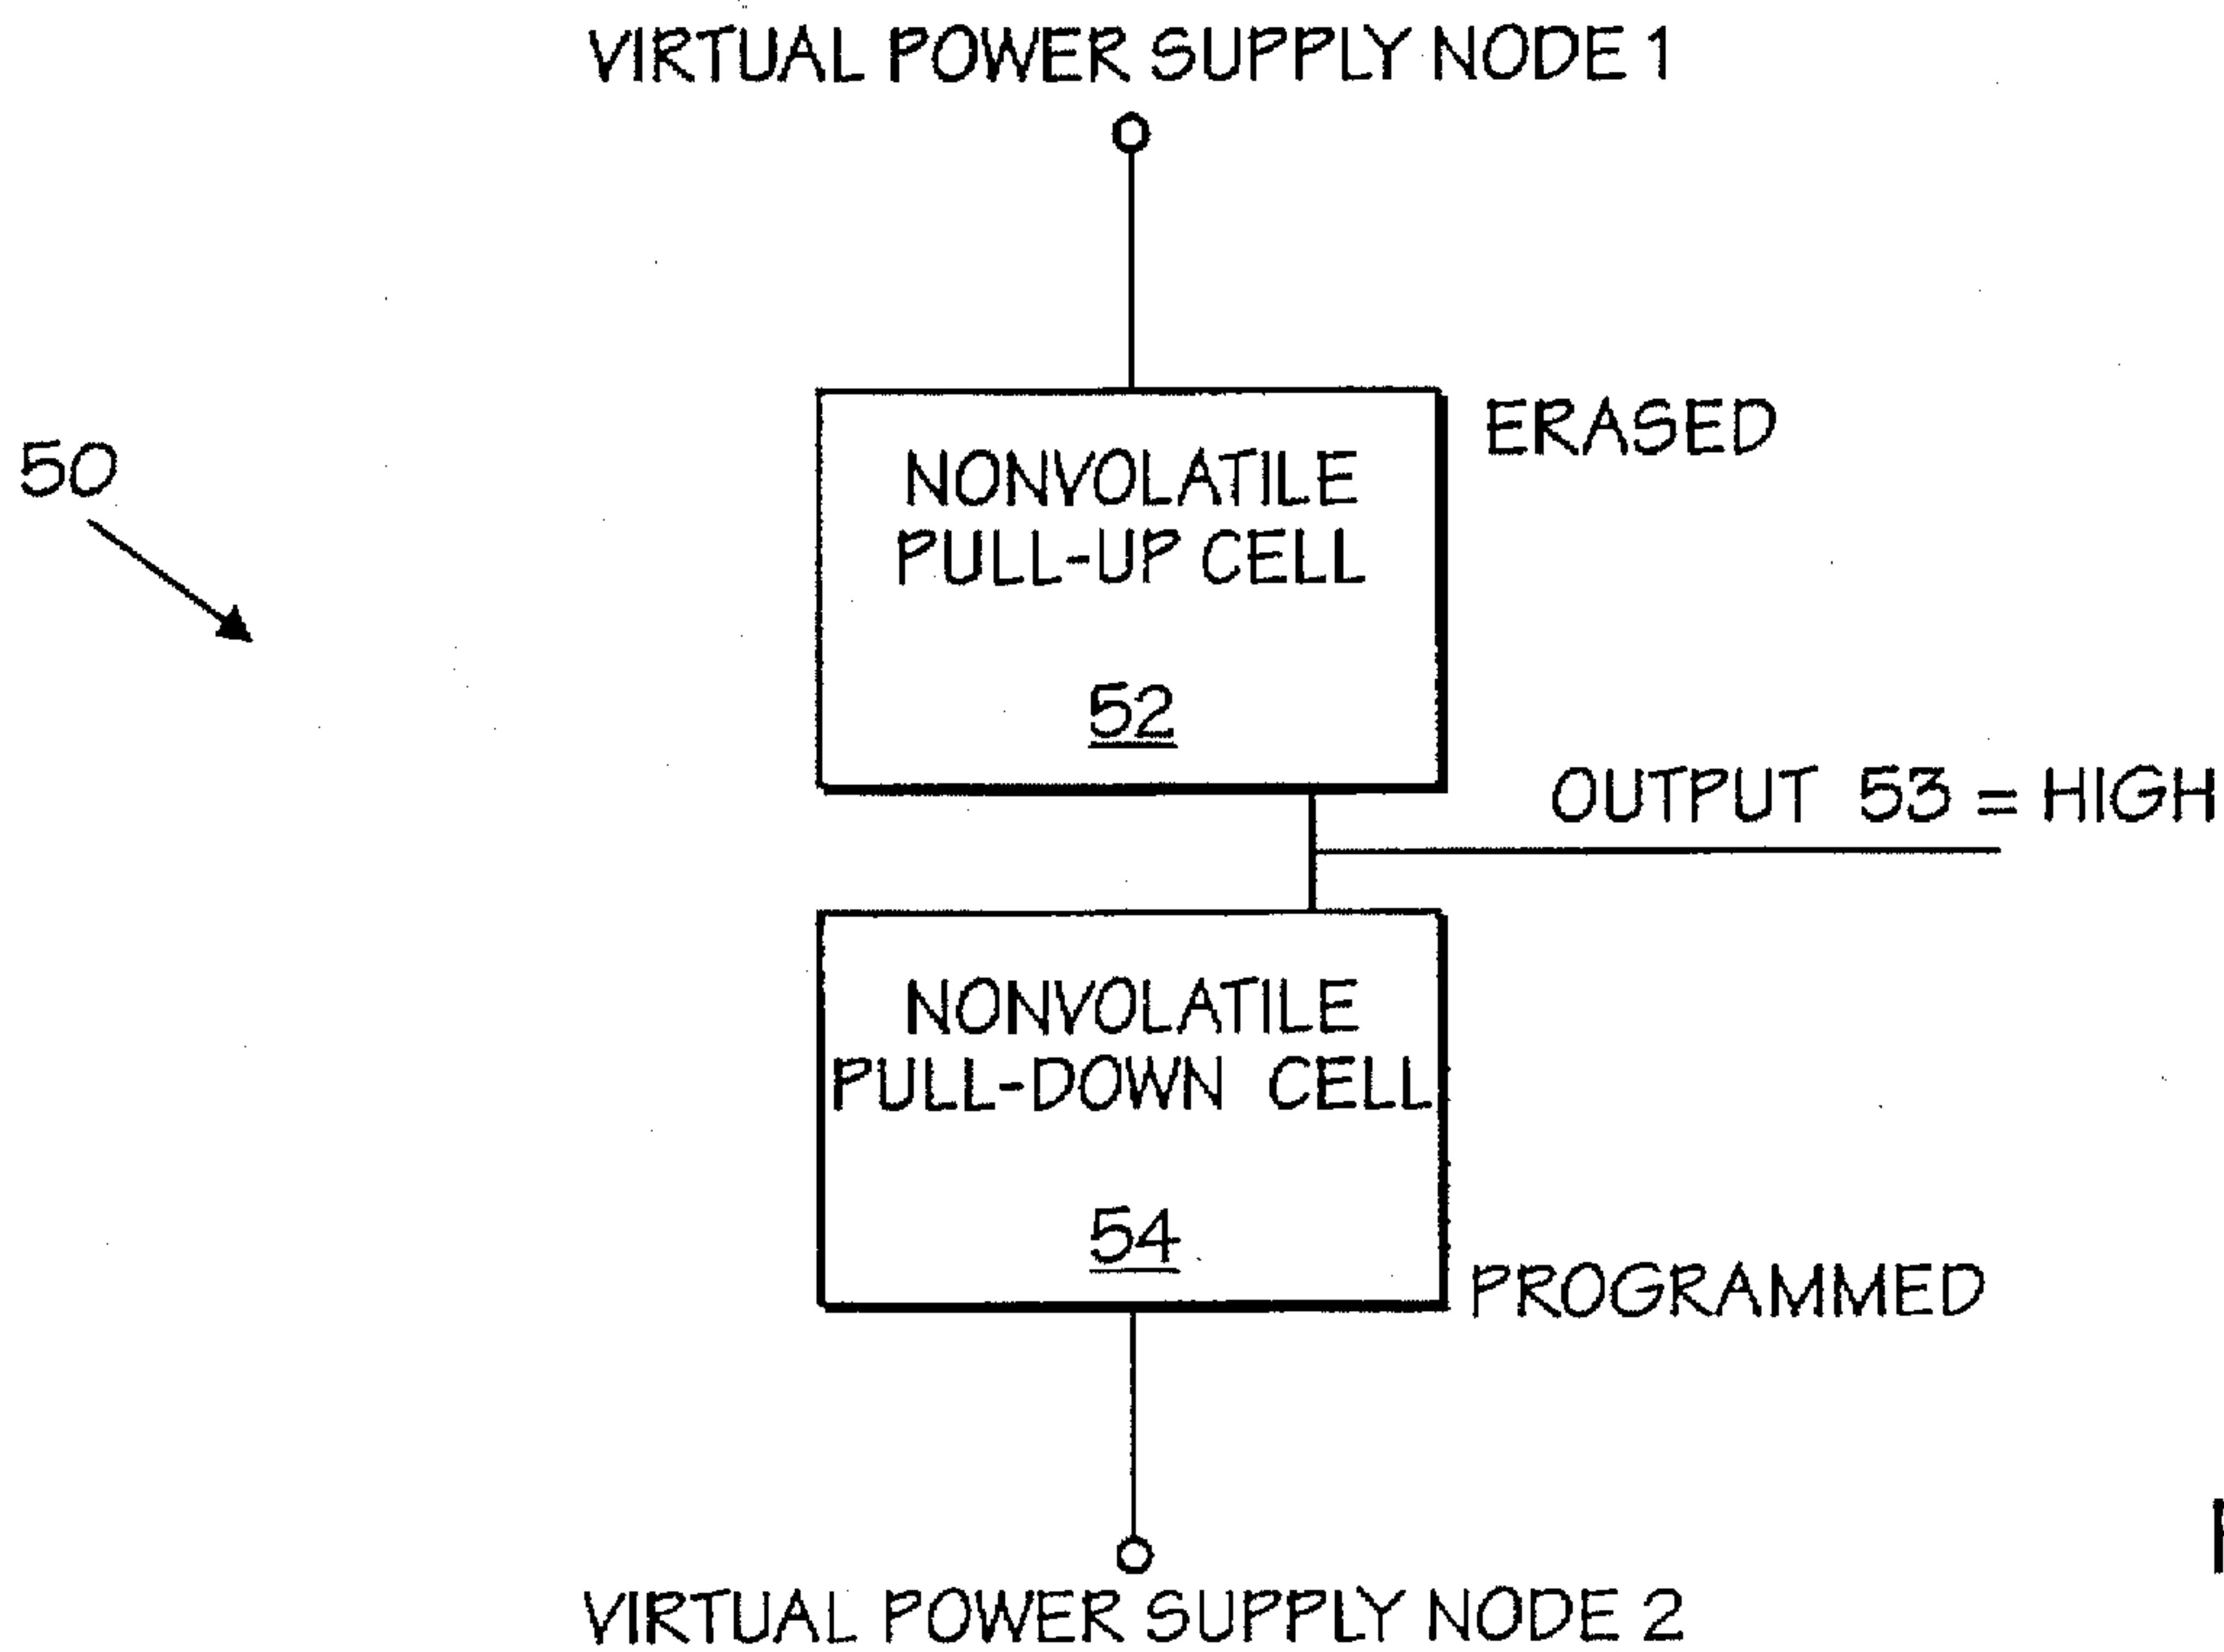 VIRTUAL POWER SUPPLY NODE 1
50
ERASED
NONVOLATILE
PULL-UP CELL
52
OUTPUT 53 = HIGH
NONVOLATILE
PULL-DOWN CELL
54
PROGRAMMED
VIRTUAL POWER SUPPLY NODE 2